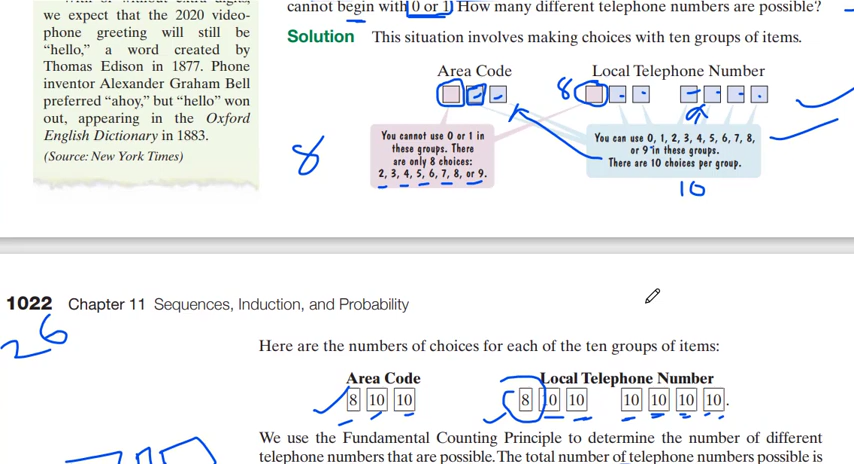 we expect that the 2020 video-
phone greeting will still be
“hello,” a word created by
Thomas Edison in 1877. Phone
inventor Alexander Graham Bell
preferred “ahoy,” but “hello” won
out, appearing in the Oxford
English Dictionary in 1883.
(Source: New York Times)
cannot begin with 0 or 1. How many different telephone numbers are possible?
Solution This situation involves making choices with ten groups of items.
Area Code Local Telephone Number
8
You cannot use 0 or 1 in
these groups. There
are only 8 choices:
2, 3, 4, 5, 6, 7, 8, or 9.
You can use 0, 1, 2, 3, 4, 5, 6, 7, 8,
or 9 in these groups.
There are 10 choices per group.
8
10
1022 Chapter 11 Sequences, Induction, and Probability
26
Here are the numbers of choices for each of the ten groups of items:
Area Code Local Telephone Number
8 10 10 8 10 10 10 10 10 10.
We use the Fundamental Counting Principle to determine the number of different
telephone numbers that are possible. The total number of telephone numbers possible is